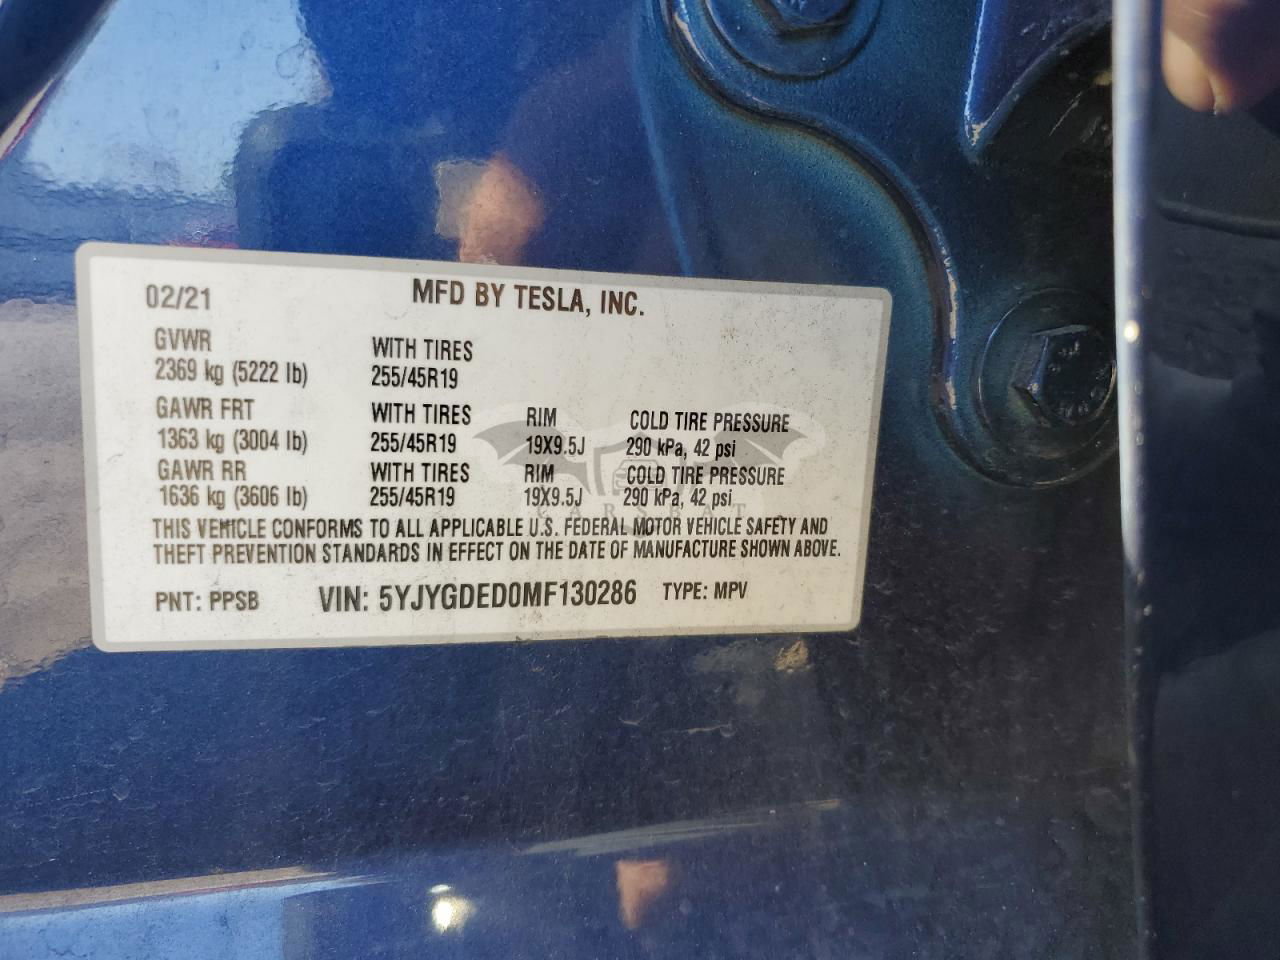 02/21 MFD BY TESLA, INC.
GVWR WITH TIRES
2369 kg (5222 lb) 255/45R19
GAWR FRT WITH TIRES RIM COLD TIRE PRESSURE
1363 kg (3004 lb) 255/45R19 19X9.5J 290 kPa, 42 psi
GAWR RR WITH TIRES RIM COLD TIRE PRESSURE
1636 kg (3606 lb) 255/45R19 19X9.5J 290 kPa, 42 psi
CARSBAT
THIS VEHICLE CONFORMS TO ALL APPLICABLE U.S. FEDERAL MOTOR VEHICLE SAFETY AND
THEFT PREVENTION STANDARDS IN EFFECT ON THE DATE OF MANUFACTURE SHOWN ABOVE.
PNT: PPSB VIN: 5YJYGDED0MF130286 TYPE: MPV